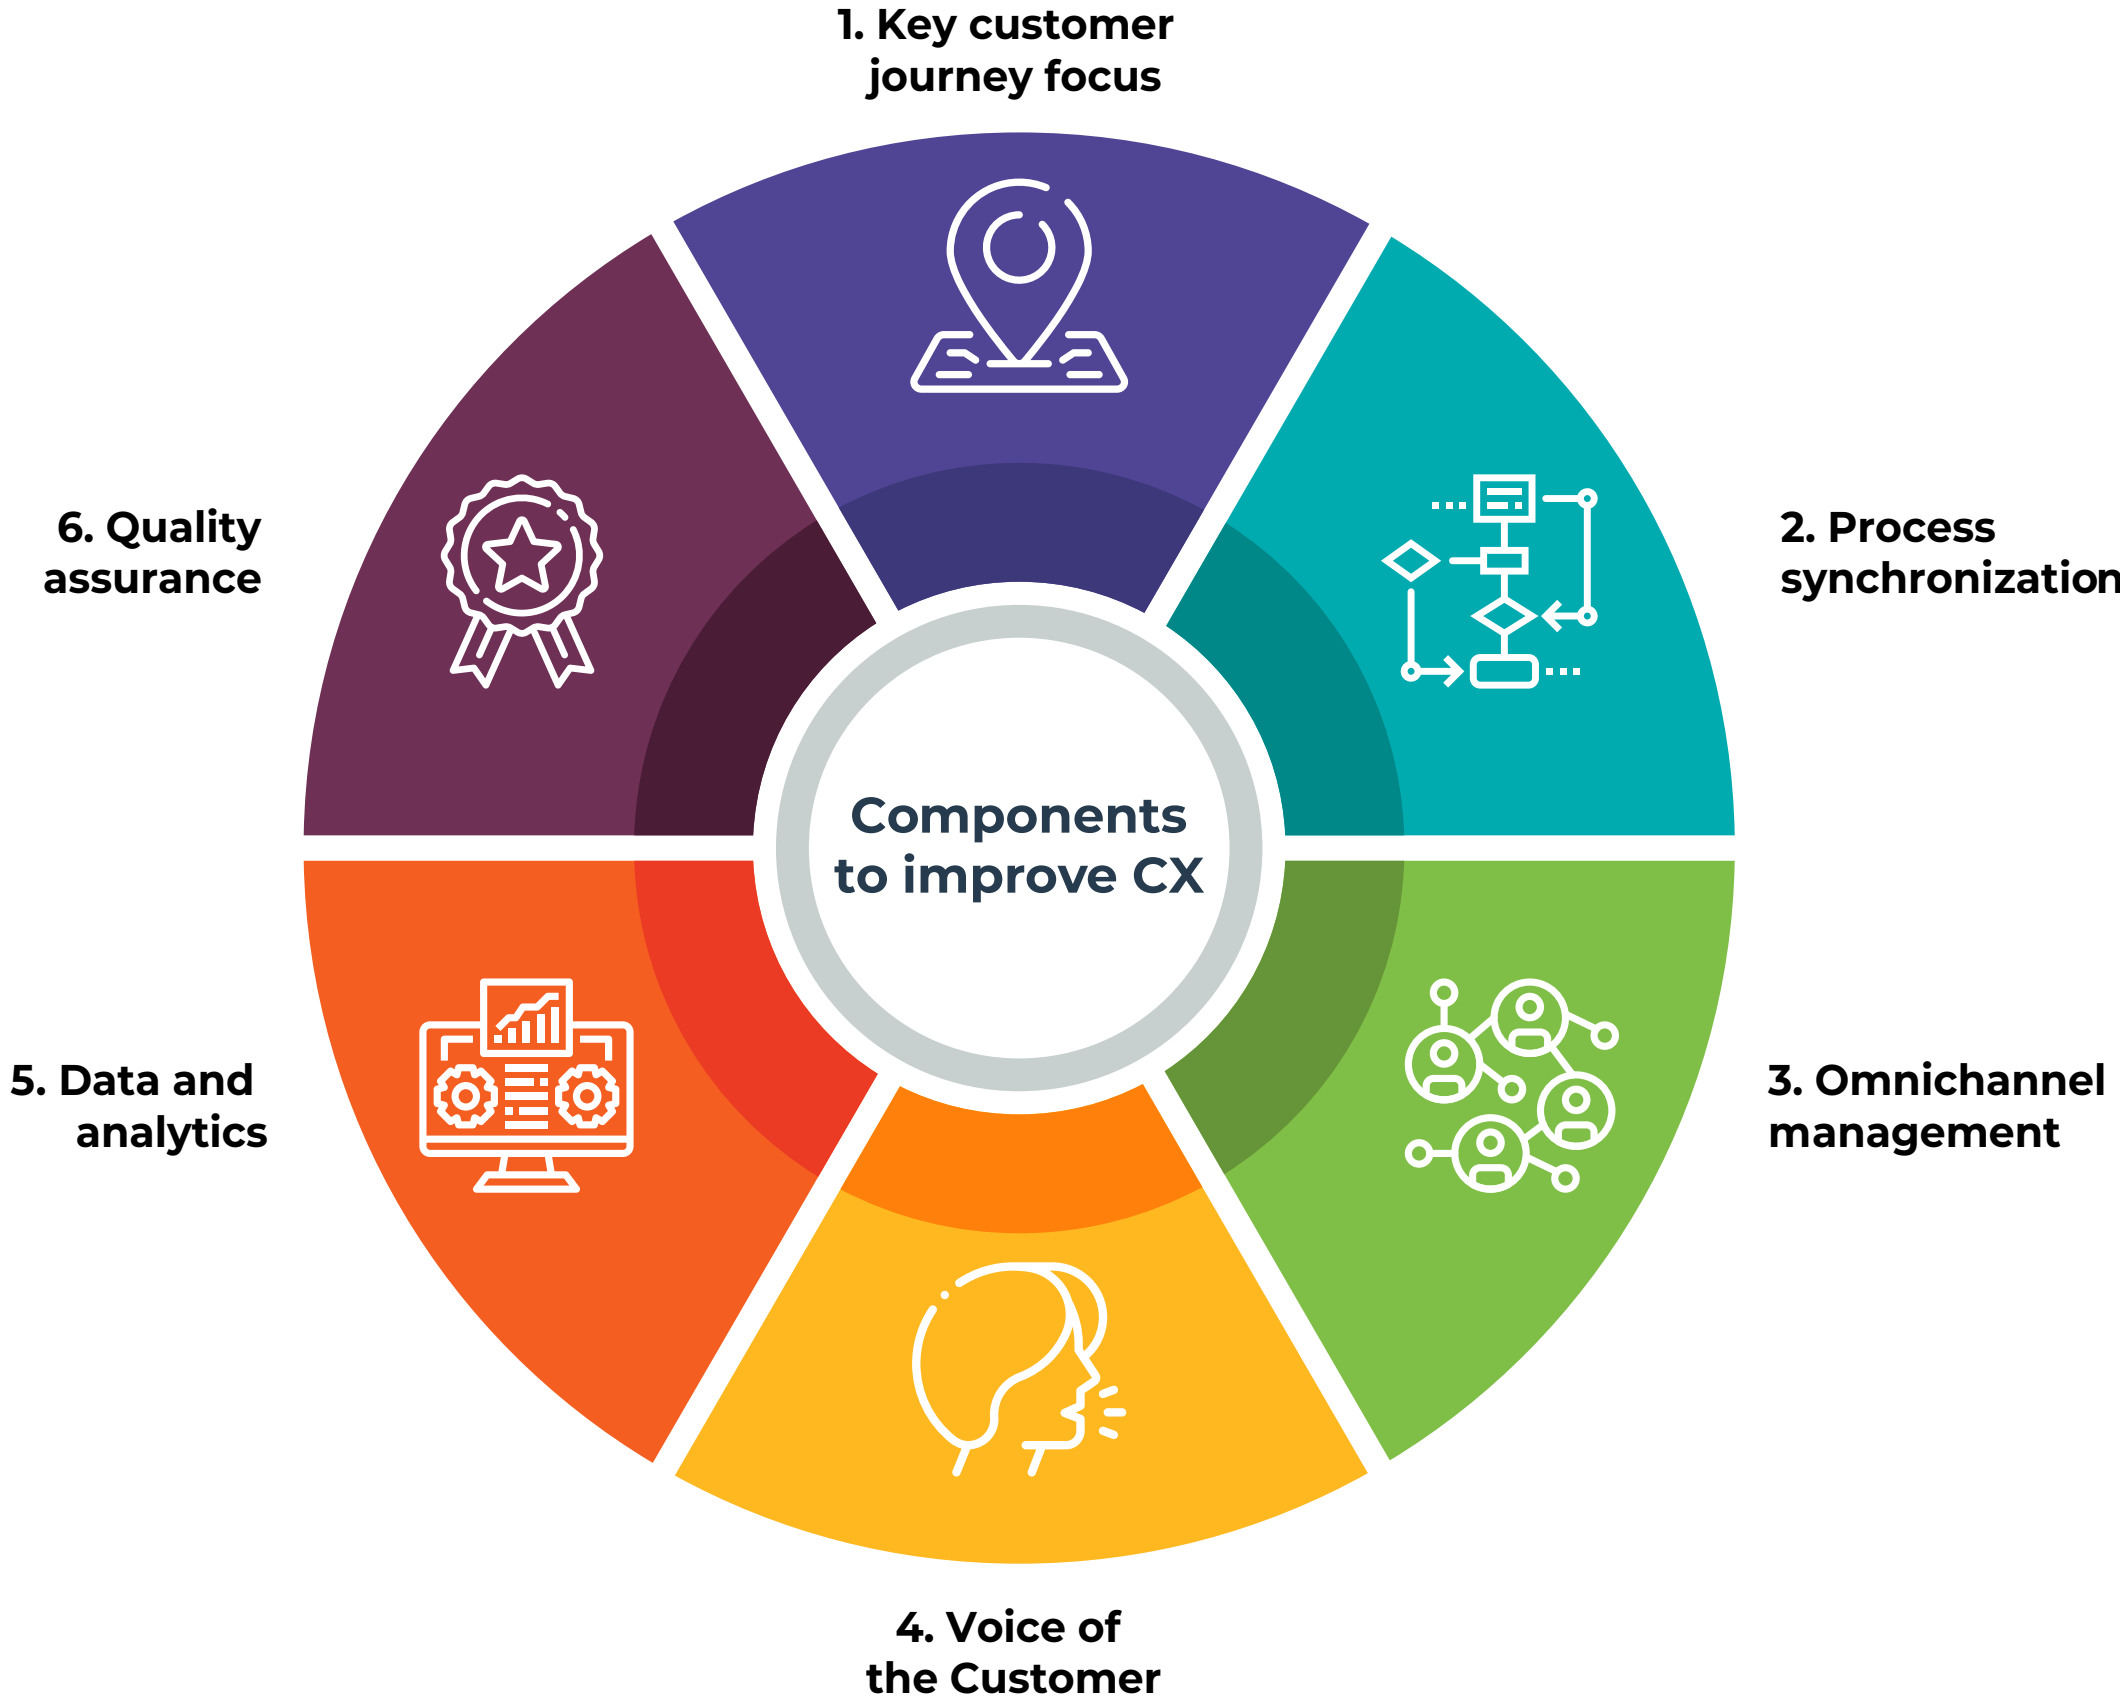 1. Key customer
journey focus
2. Process
synchronization
3. Omnichannel
management
4. Voice of
the Customer
5. Data and
analytics
6. Quality
assurance
Components
to improve CX